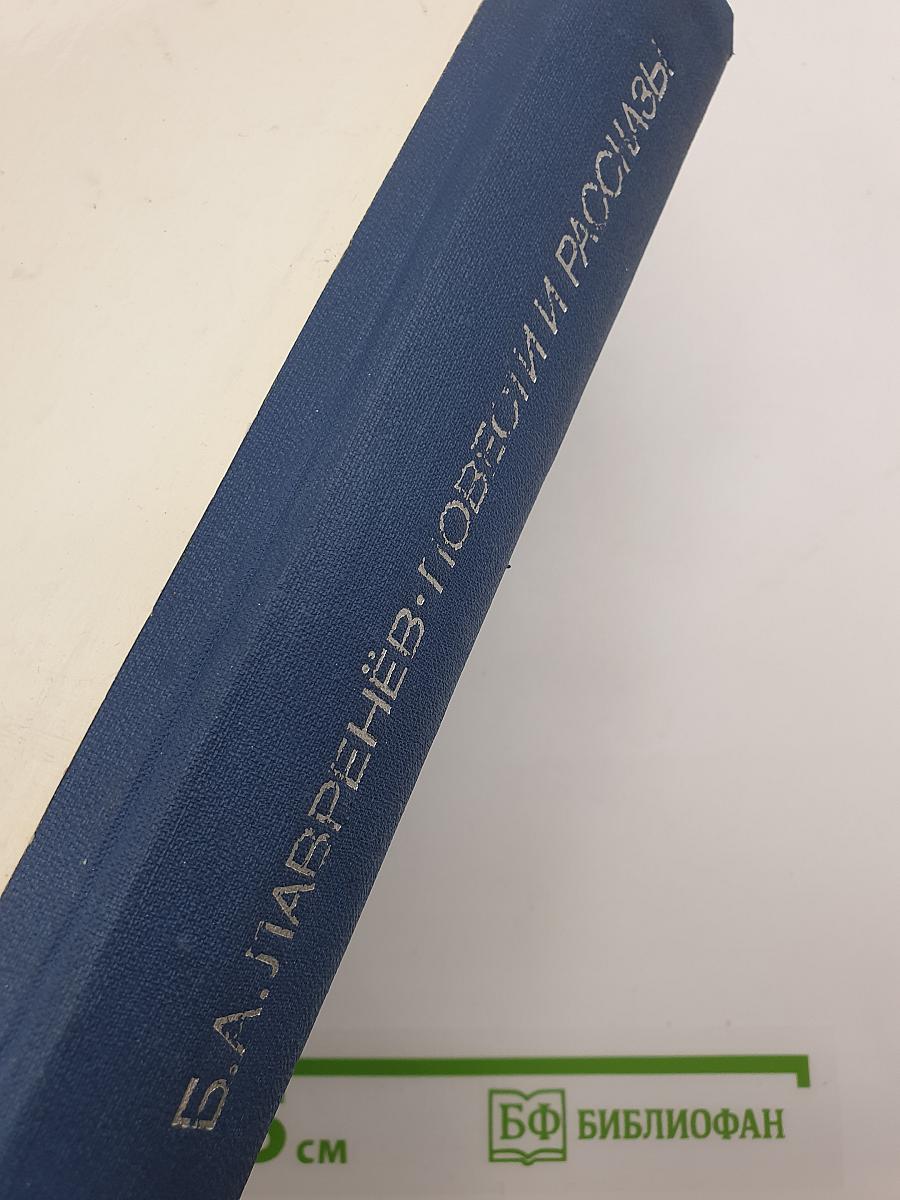 Б.А.ЛАВРЕНЁВ·ПОВЕСТИ И РАССКАЗЫ
см
БФ БИБЛИОФАН